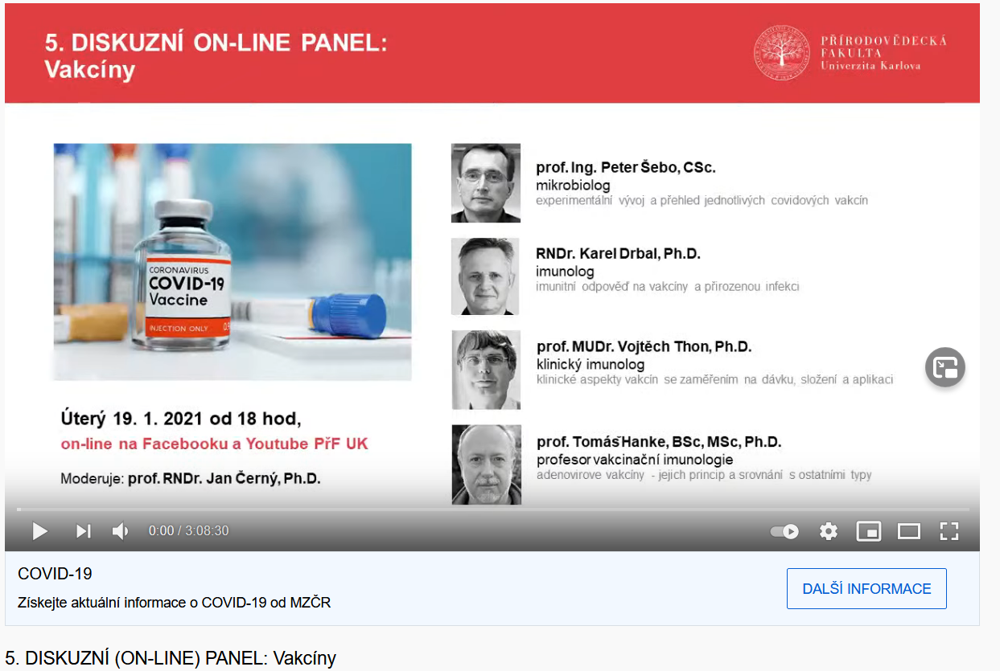 5. DISKUZNÍ ON-LINE PANEL:
Vakcíny
PŘÍRODOVĚDECKÁ
FAKULTA
Univerzita Karlova
CORONAVIRUS
COVID-19
Vaccine
INJECTION ONLY
prof. Ing. Peter Šebo, CSc.
mikrobiolog
experimentální vývoj a přehled jednotlivých covidových vakcín
RNDr. Karel Drbal, Ph.D.
imunolog
imunitní odpověď na vakcíny a přirozenou infekci
prof. MUDr. Vojtěch Thon, Ph.D.
klinický imunolog
klinické aspekty vakcín se zaměřením na dávku, složení a aplikaci
prof. Tomáš Hanke, BSc, MSc, Ph.D.
profesor vakcinační imunologie
adenovirove vakcíny - jejich princip a srovnání s ostatními typy
Úterý 19. 1. 2021 od 18 hod,
on-line na Facebooku a Youtube PřF UK
Moderuje: prof. RNDr. Jan Černý, Ph.D.
0:00 / 3:08:30
COVID-19
Získejte aktuální informace o COVID-19 od MZČR
DALŠÍ INFORMACE
5. DISKUZNÍ (ON-LINE) PANEL: Vakcíny